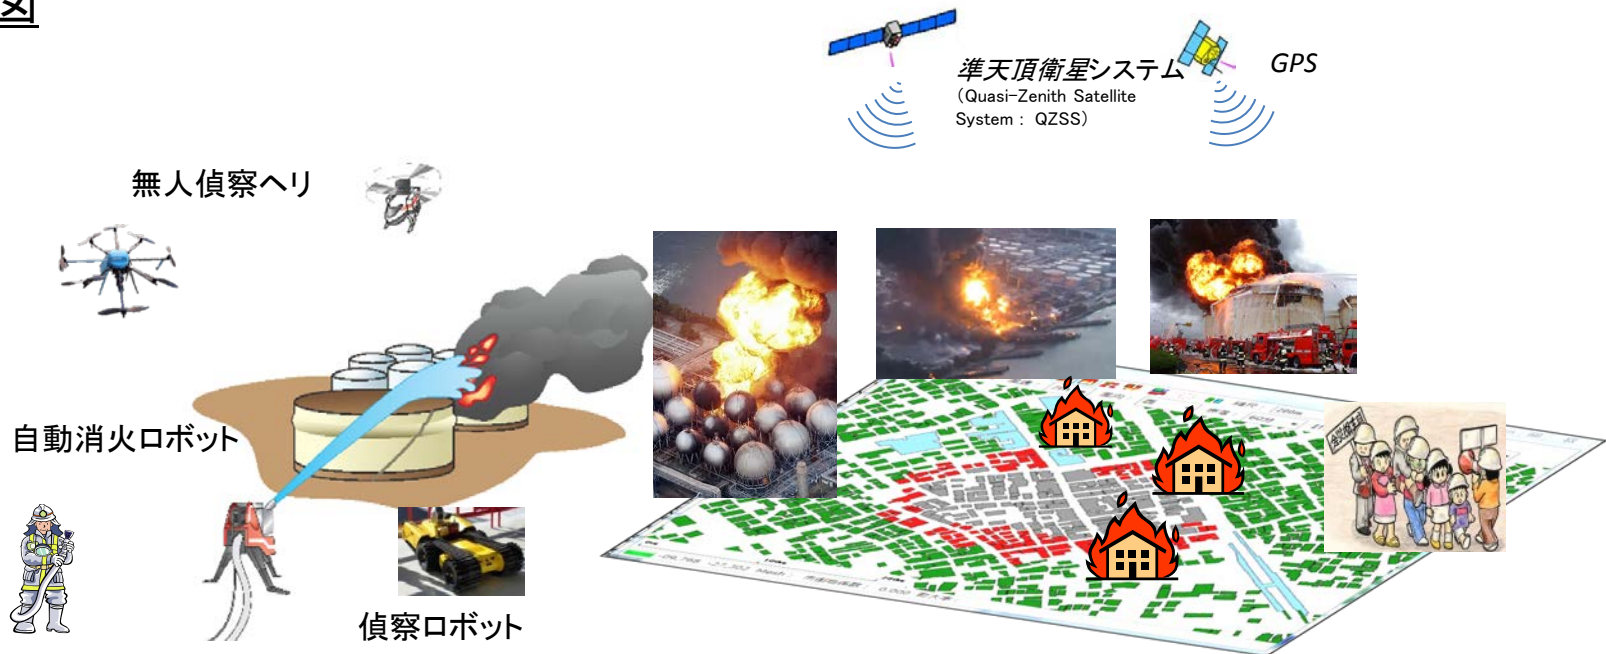 図
準天頂衛星システム
(Quasi-Zenith Satellite
System : QZSS)
GPS
無人偵察ヘリ
自動消火ロボット
偵察ロボット